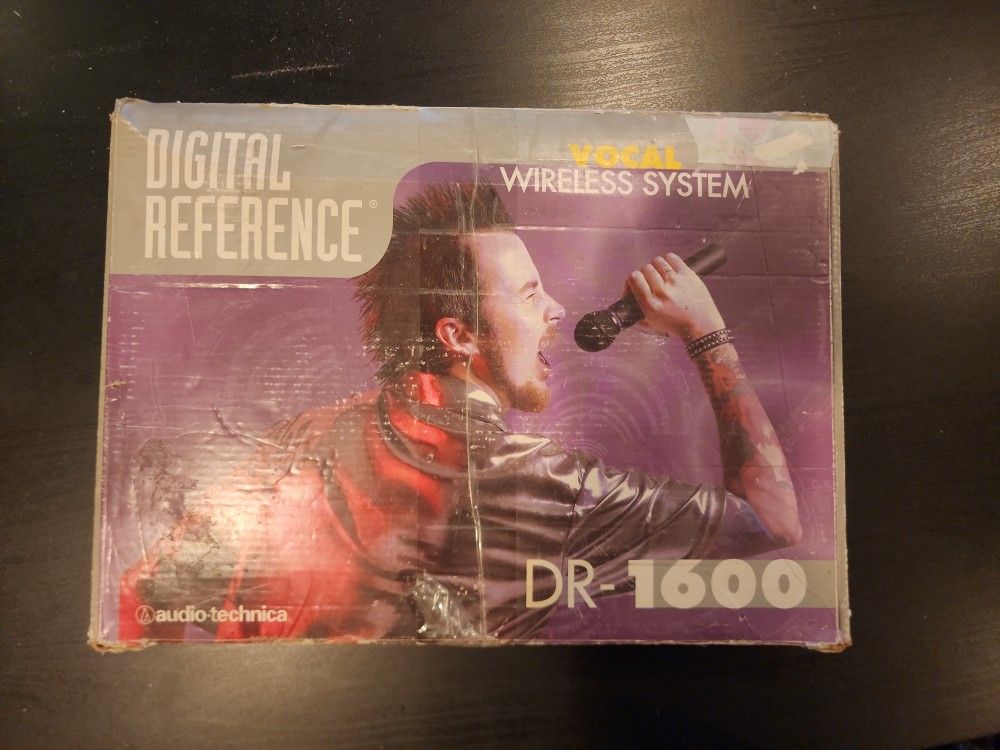 DIGITAL
REFERENCE®
VOCAL
WIRELESS SYSTEM
DR-1600
audio-technica